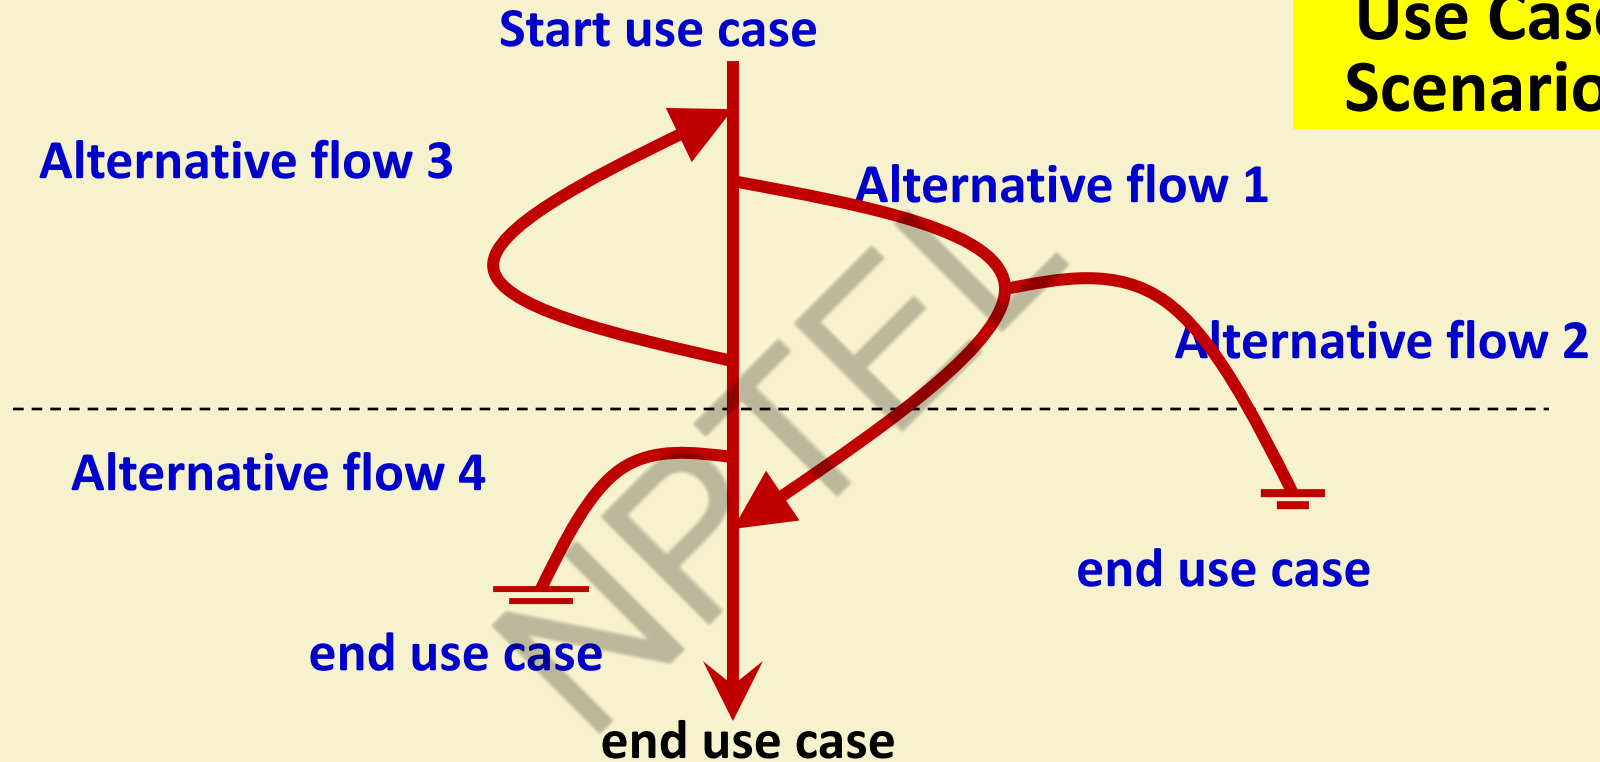 Start use case
Use Cas
Scenario
Alternative flow 3
Alternative flow 1
Alternative flow 2
Alternative flow 4
end use case
end use case
end use case
NPTEL